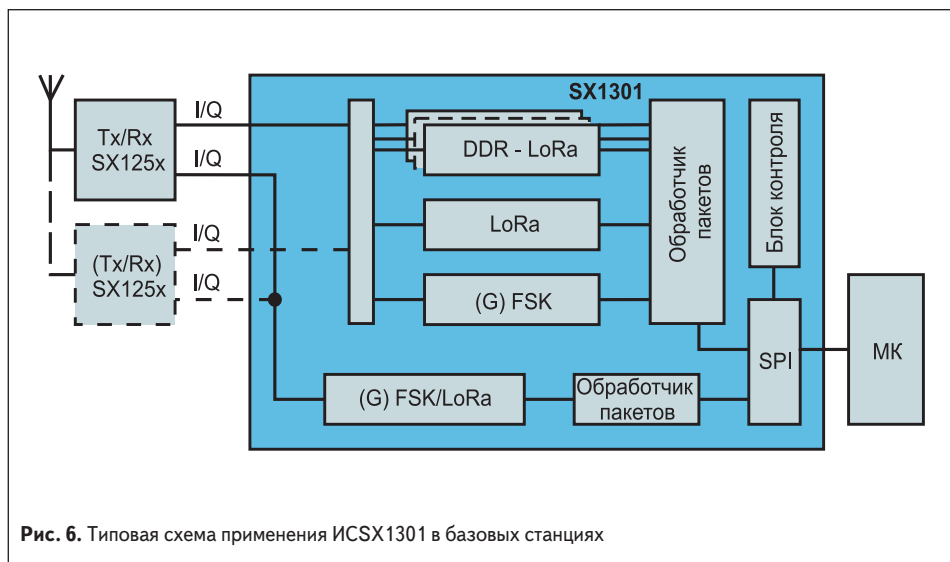 SX1301
I/Q
Tx/Rx
SX125x
I/Q
(Tx/Rx)
SX125x
I/Q
I/Q
DDR - LoRa
LoRa
(G) FSK
Обработчик
пакетов
Блок контроля
SPI
МК
(G) FSK/LoRa
Обработчик
пакетов
Рис. 6. Типовая схема применения ИСSX1301 в базовых станциях